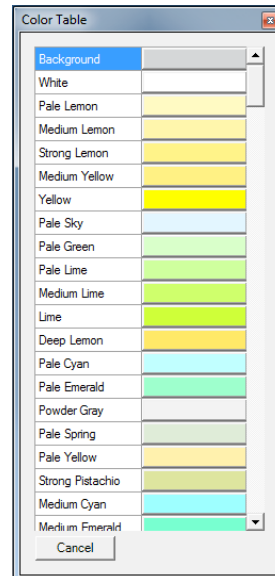 Color Table
Background
White
Pale Lemon
Medium Lemon
Strong Lemon
Medium Yellow
Yellow
Pale Sky
Pale Green
Pale Lime
Medium Lime
Lime
Deep Lemon
Pale Cyan
Pale Emerald
Powder Gray
Pale Spring
Pale Yellow
Strong Pistachio
Medium Cyan
Medium Emerald
Cancel